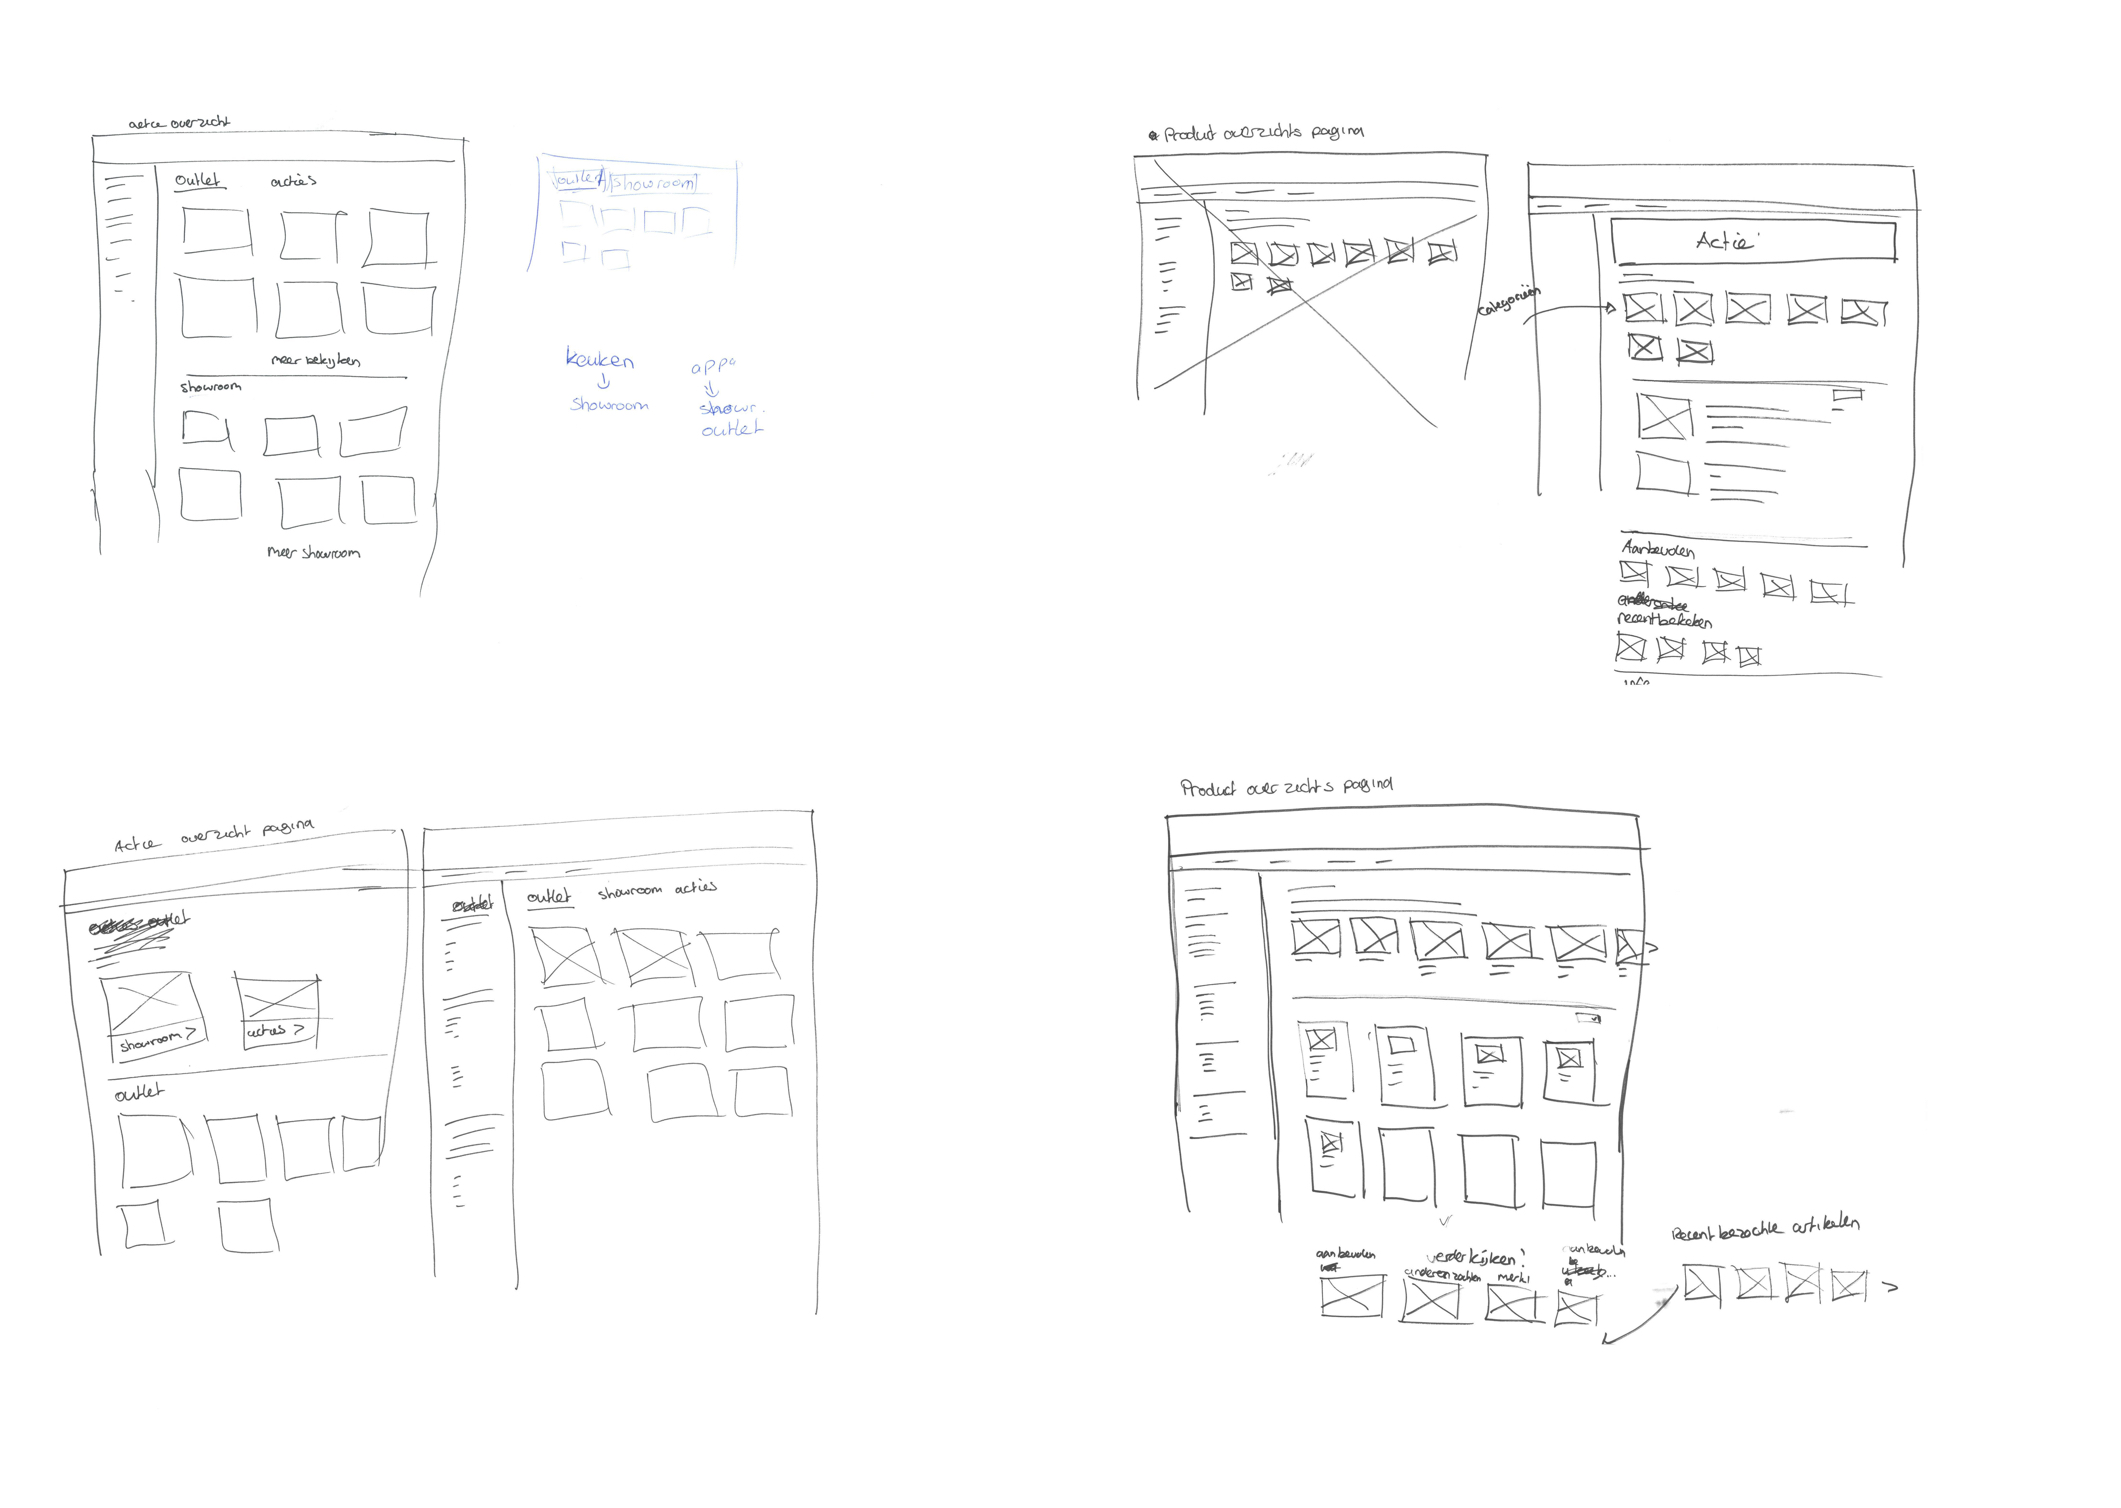 actie overzicht
outlet acties
meer bekijken
showroom
meer showroom
outlet showroom
keuken
showroom
appa
showr.
outlet
Product overzichts pagina
Actie
categorieën
Aanbevolen
recent bekeken
info
Actie overzicht pagina
outlet
showroom >
acties >
outlet
outlet
outlet showroom acties
Product overzichts pagina
verder kijken?
aanbevolen
anderen zochten
merk
aanbevolen
Recent bezochte artikelen